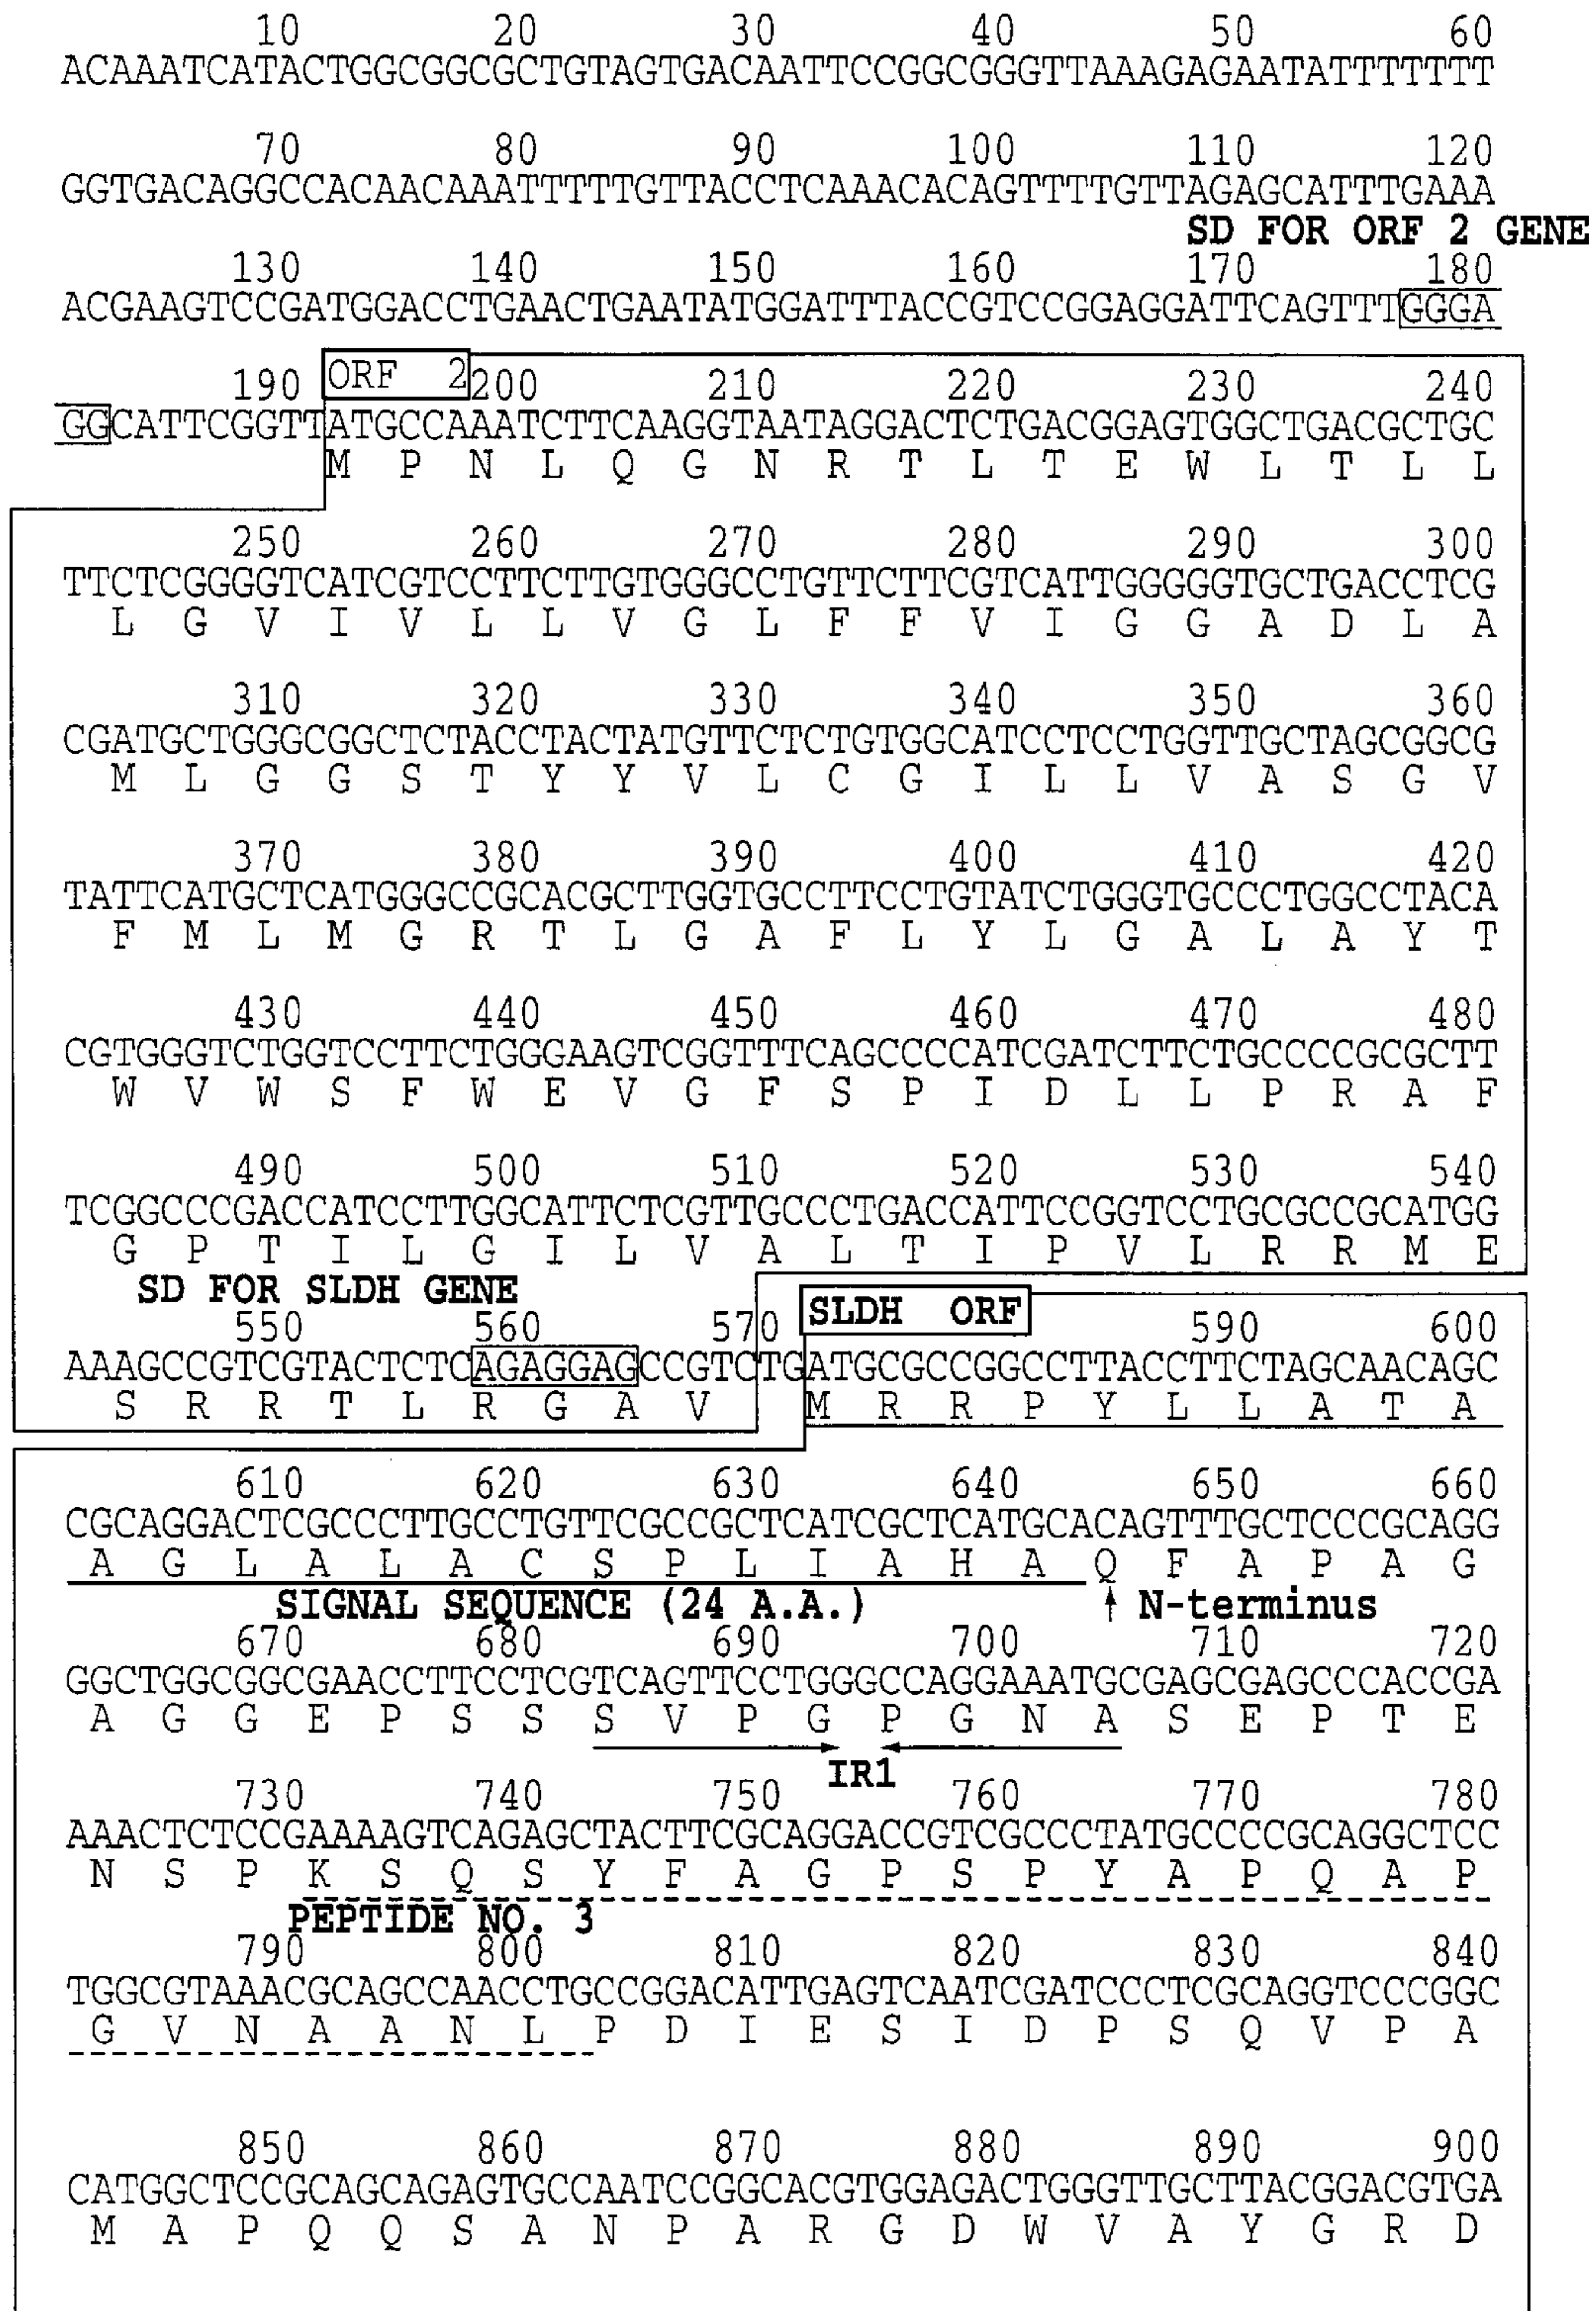 10 20 30 40 50 60
ACAAATCATACTGGCGGCGCTGTAGTGACAATTCCGGCGGGTTAAAGAGAATATTTTTTT
70 80 90 100 110 120
GGTGACAGGCCACAACAAATTTTTGTTACCTCAAACACAGTTTTGTTAGAGCATTTGAAA
SD FOR ORF 2 GENE
130 140 150 160 170 180
ACGAAGTCCGATGGACCTGAACTGAATATGGATTTACCGTCCGGAGGATTCAGTTTGGGA
190 ORF 2 200 210 220 230 240
GGCATTCGGTTATGCCAAATCTTCAAGGTAATAGGACTCTGACGGAGTGGCTGACGCTGC
M P N L Q G N R T L T E W L T L L
250 260 270 280 290 300
TTCTCGGGGTCATCGTCCTTCTTGTGGGCCTGTTCTTCGTCATTGGGGGTGCTGACCTCG
L G V I V L L V G L F F V I G G A D L A
310 320 330 340 350 360
CGATGCTGGGCGGCTCTACCTACTATGTTCTCTGTGGCATCCTCCTGGTTGCTAGCGGCG
M L G G S T Y Y V L C G I L L V A S G V
370 380 390 400 410 420
TATTCATGCTCATGGGCCGCACGCTTGGTGCCTTCCTGTATCTGGGTGCCCTGGCCTACA
F M L M G R T L G A F L Y L G A L A Y T
430 440 450 460 470 480
CGTGGGTCTGGTCCTTCTGGGAAGTCGGTTTCAGCCCCATCGATCTTCTGCCCCGCGCTT
W V W S F W E V G F S P I D L L P R A F
490 500 510 520 530 540
TCGGCCCGACCATCCTTGGCATTCTCGTTGCCCTGACCATTCCGGTCCTGCGCCGCATGG
G P T I L G I L V A L T I P V L R R M E
SD FOR SLDH GENE
SLDH ORF
550 560 570 590 600
AAAGCCGTCGTACTCTCAGAGGAGCCGTCTGATGCGCCGGCCTTACCTTCTAGCAACAGC
S R R T L R G A V M R R P Y L L A T A
610 620 630 640 650 660
CGCAGGACTCGCCCTTGCCTGTTCGCCGCTCATCGCTCATGCACAGTTTGCTCCCGCAGG
A G L A L A C S P L I A H A Q F A P A G
SIGNAL SEQUENCE (24 A.A.) N-terminus
670 680 690 700 710 720
GGCTGGCGGCGAACCTTCCTCGTCAGTTCCTGGGCCAGGAAATGCGAGCGAGCCCACCGA
A G G E P S S S V P G P G N A S E P T E
IR1
730 740 750 760 770 780
AAACTCTCCGAAAAGTCAGAGCTACTTCGCAGGACCGTCGCCCTATGCCCCGCAGGCTCC
N S P K S Q S Y F A G P S P Y A P Q A P
PEPTIDE NO. 3
790 800 810 820 830 840
TGGCGTAAACGCAGCCAACCTGCCGGACATTGAGTCAATCGATCCCTCGCAGGTCCCGGC
G V N A A N L P D I E S I D P S Q V P A
850 860 870 880 890 900
CATGGCTCCGCAGCAGAGTGCCAATCCGGCACGTGGAGACTGGGTTGCTTACGGACGTGA
M A P Q Q S A N P A R G D W V A Y G R D